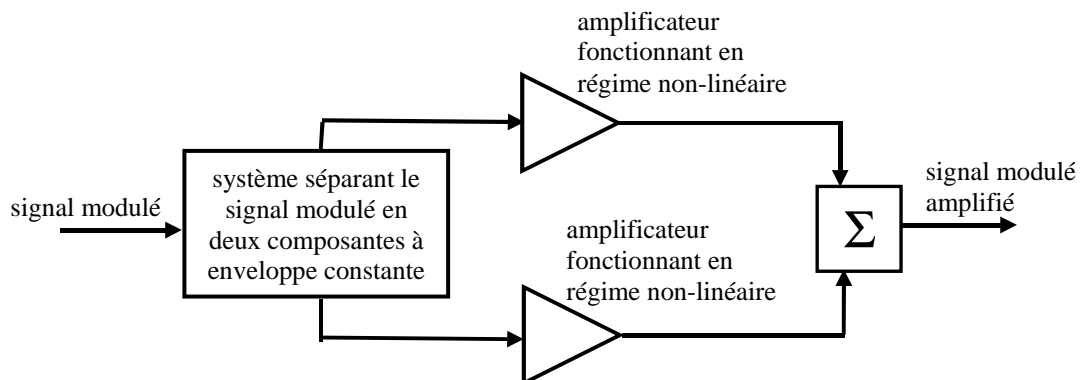 amplificateur
fonctionnant en
régime non-linéaire
système séparant le
signal modulé en
deux composantes à
enveloppe constante
signal modulé
amplificateur
fonctionnant en
régime non-linéaire
Σ
signal modulé
amplifié